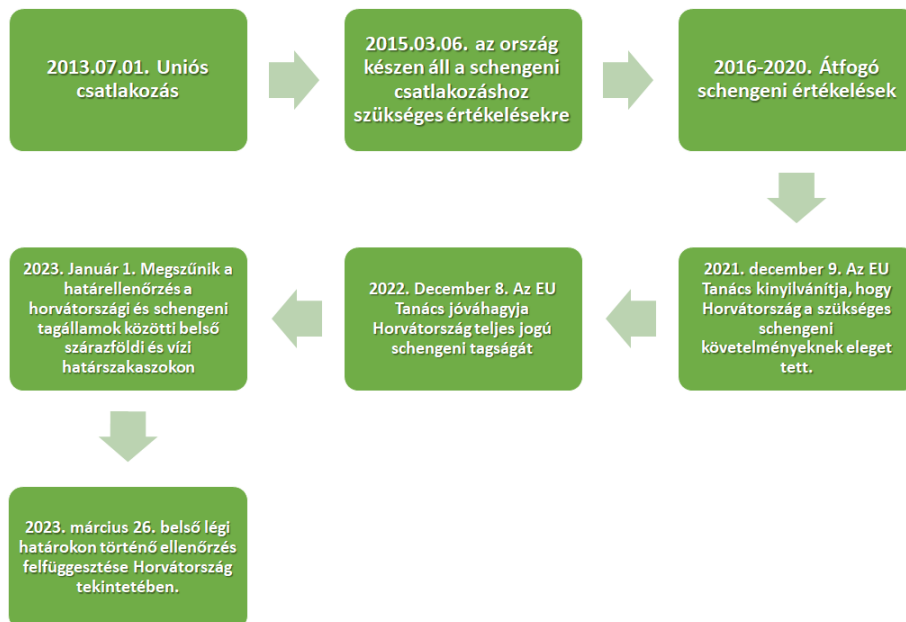 2013.07.01. Uniós
csatlakozás
2015.03.06. az ország
készen áll a schengeni
csatlakozáshoz
szükséges értékelésekre
2016-2020. Átfogó
schengeni értékelések
2021. december 9. Az EU
Tanács kinyilvánítja, hogy
Horvátország a szükséges
schengeni
követelményeknek eleget
tett.
2022. December 8. Az EU
Tanács jóváhagyja
Horvátország teljes jogú
schengeni tagságát
2023. Január 1. Megszűnik a
határellenőrzés a
horvátországi és schengeni
tagállamok közötti belső
szárazföldi és vízi
határszakaszokon
2023. március 26. belső légi
határokon történő ellenőrzés
felfüggesztése Horvátország
tekintetében.